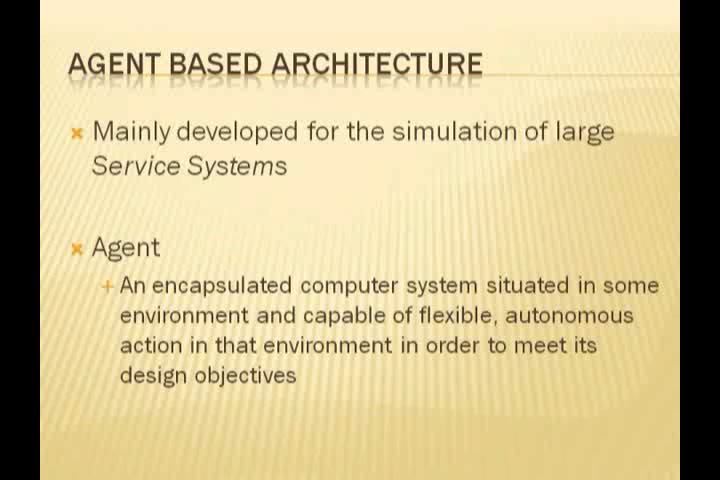 AGENT BASED ARCHITECTURE
Mainly developed for the simulation of large
Service Systems
Agent
An encapsulated computer system situated in some
environment and capable of flexible, autonomous
action in that environment in order to meet its
design objectives